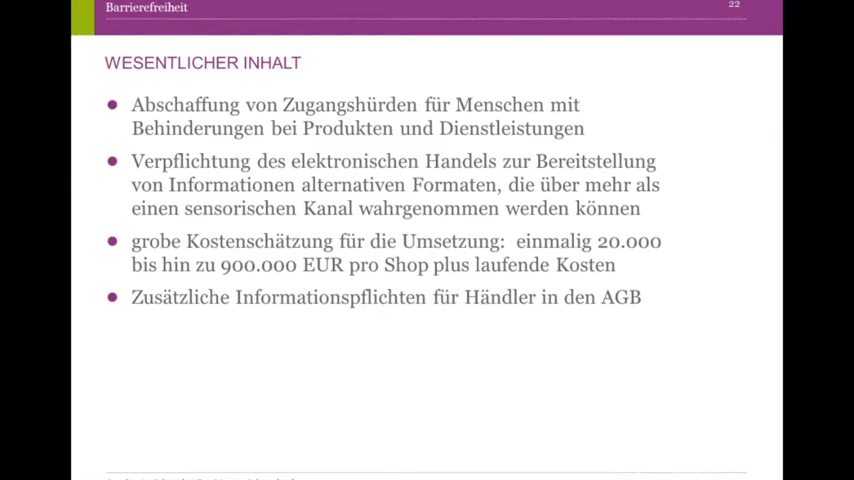 Barrierefreiheit
22
WESENTLICHER INHALT
Abschaffung von Zugangshürden für Menschen mit
Behinderungen bei Produkten und Dienstleistungen
Verpflichtung des elektronischen Handels zur Bereitstellung
von Informationen alternativen Formaten, die über mehr als
einen sensorischen Kanal wahrgenommen werden können
grobe Kostenschätzung für die Umsetzung: einmalig 20.000
bis hin zu 900.000 EUR pro Shop plus laufende Kosten
Zusätzliche Informationspflichten für Händler in den AGB